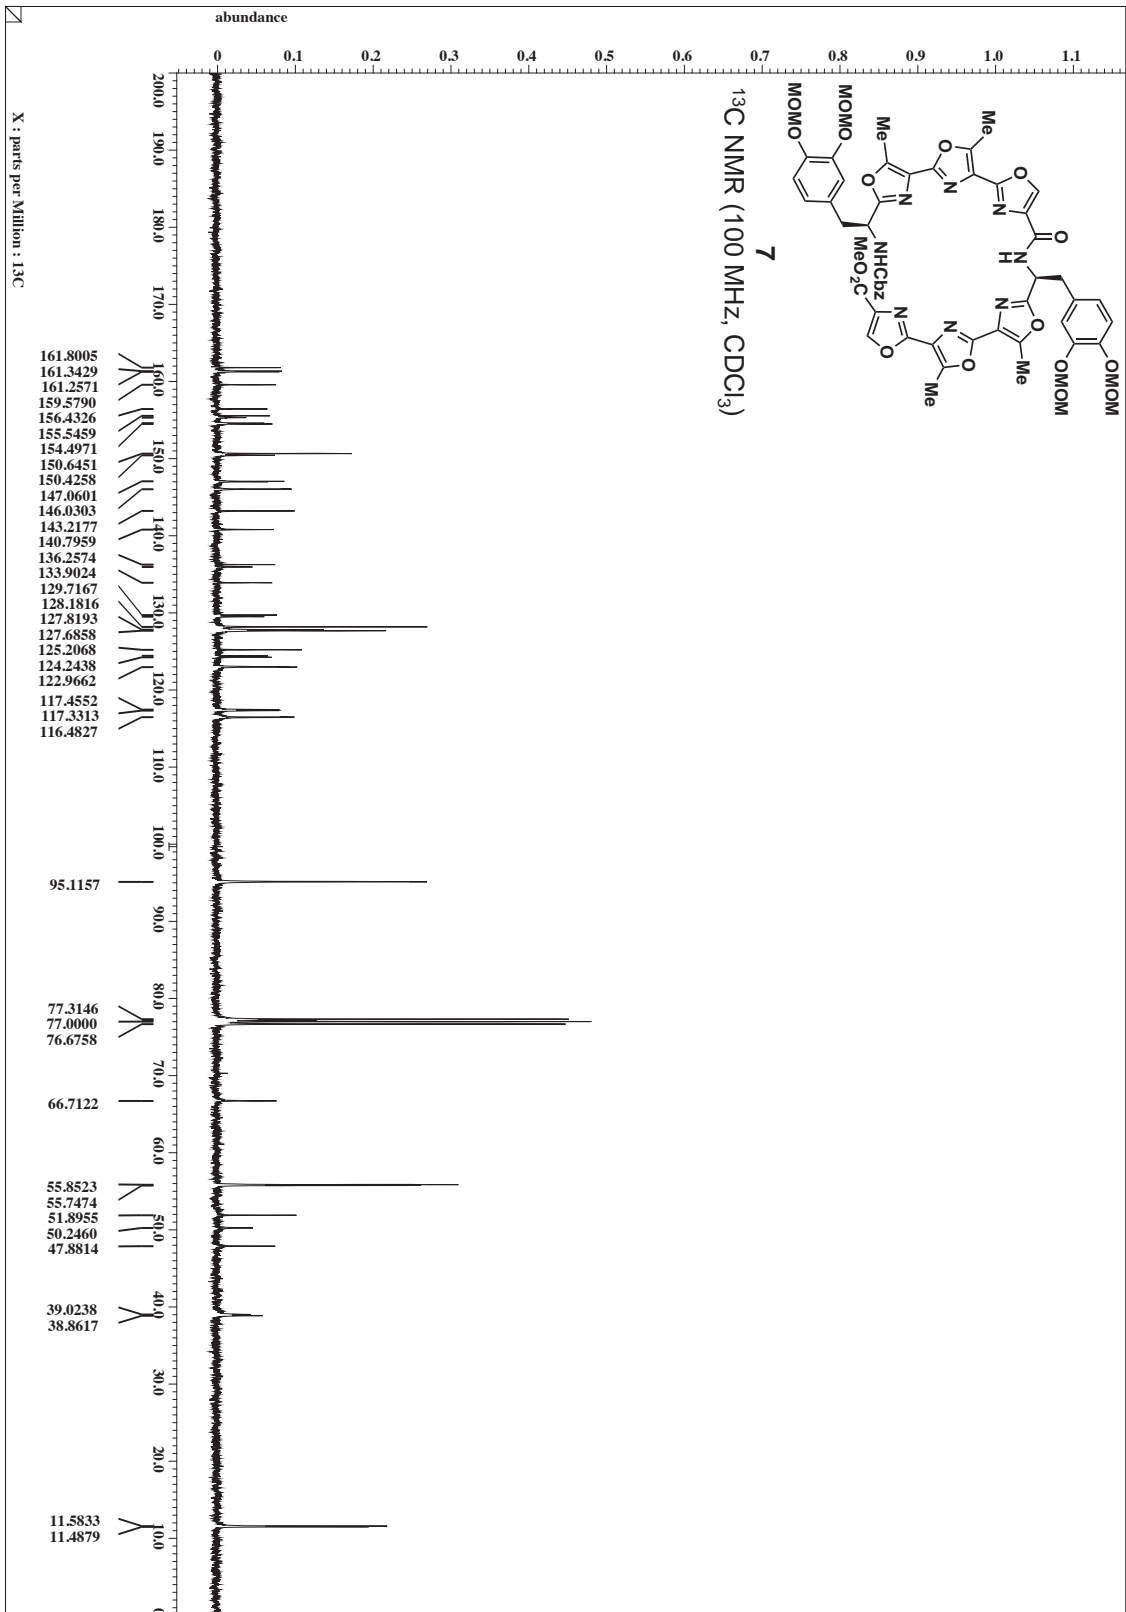 abundance
0 0.1 0.2 0.3 0.4 0.5 0.6 0.7 0.8 0.9 1.0 1.1
200.0
190.0
180.0
170.0
160.0
150.0
140.0
130.0
120.0
110.0
100.0
90.0
80.0
70.0
60.0
50.0
40.0
30.0
20.0
10.0
0
X : parts per Million : 13C
161.8005
161.3429
161.2571
159.5790
156.4326
155.5459
154.4971
150.6451
150.4258
147.0601
146.0303
143.2177
140.7959
136.2574
133.9024
129.7167
128.1816
127.8193
127.6858
125.2068
124.2438
122.9662
117.4552
117.3313
116.4827
95.1157
77.3146
77.0000
76.6758
66.7122
55.8523
55.7474
51.8955
50.2460
47.8814
39.0238
38.8617
11.5833
11.4879
MOMO
MOMO
Me
Me
O
N
O
N
O
N
O
N
H
NHCbz
MeO₂C
N
O
N
O
N
O
Me
Me
OMOM
OMOM
7
¹³C NMR (100 MHz, CDCl₃)